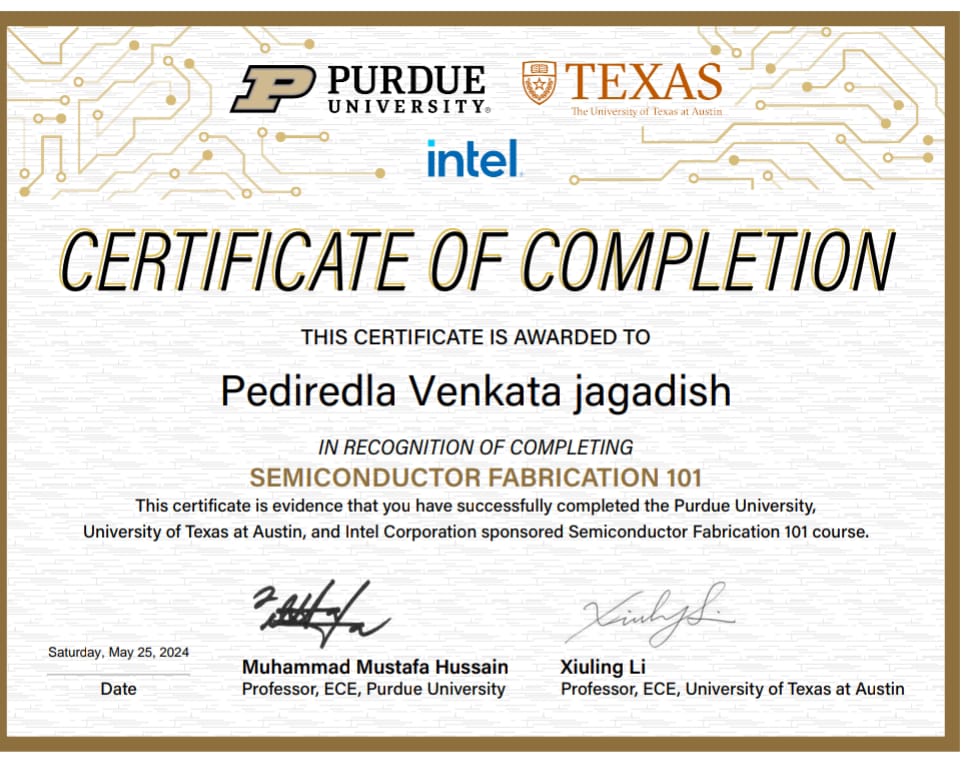 PURDUE UNIVERSITY®
TEXAS
The University of Texas at Austin
intel.
CERTIFICATE OF COMPLETION
THIS CERTIFICATE IS AWARDED TO
Pediredla Venkata jagadish
IN RECOGNITION OF COMPLETING
SEMICONDUCTOR FABRICATION 101
This certificate is evidence that you have successfully completed the Purdue University,
University of Texas at Austin, and Intel Corporation sponsored Semiconductor Fabrication 101 course.
Saturday, May 25, 2024
Date
Muhammad Mustafa Hussain
Professor, ECE, Purdue University
Xiuling Li
Professor, ECE, University of Texas at Austin